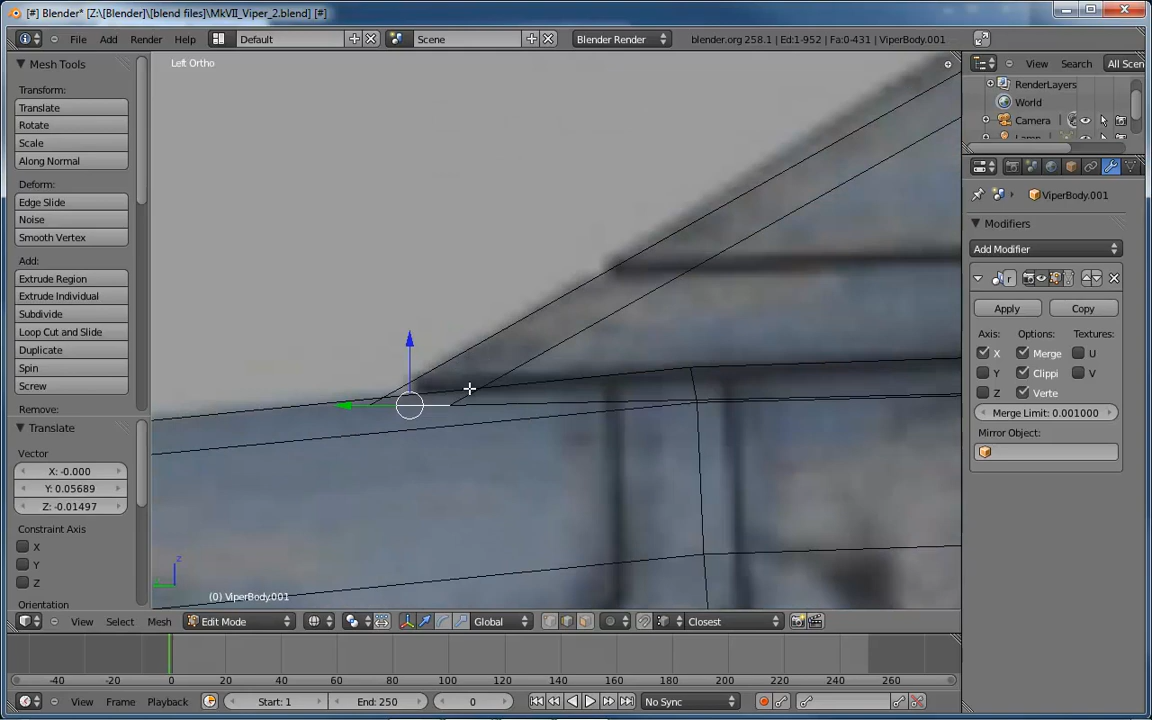 [#] Blender* [Z:\[Blender]\[blend files]\MkVII_Viper_2.blend] [#]
File Add Render Help Default Scene Blender Render blender.org 258.1 | Ed:1-952 | Fa:0-431 | ViperBody.001
Mesh Tools
Transform:
Translate
Rotate
Scale
Along Normal
Deform:
Edge Slide
Noise
Smooth Vertex
Add:
Extrude Region
Extrude Individual
Subdivide
Loop Cut and Slide
Duplicate
Spin
Screw
Remove:
Translate
Vector
X: -0.000
Y: 0.05689
Z: -0.01497
Constraint Axis
X
Y
Z
Orientation
Left Ortho
z
(0) ViperBody.001
View Search All Scen
RenderLayers
World
Camera
ViperBody.001
Modifiers
Add Modifier
r
Apply Copy
Axis: Options: Textures:
X Merge U
Y Clippi V
Z Verte
Merge Limit: 0.001000
Mirror Object:
View Select Mesh Edit Mode Global Closest
-40 -20 0 20 40 60 80 100 120 140 160 180 200 220 240 260
View Frame Playback Start: 1 End: 250 0 No Sync